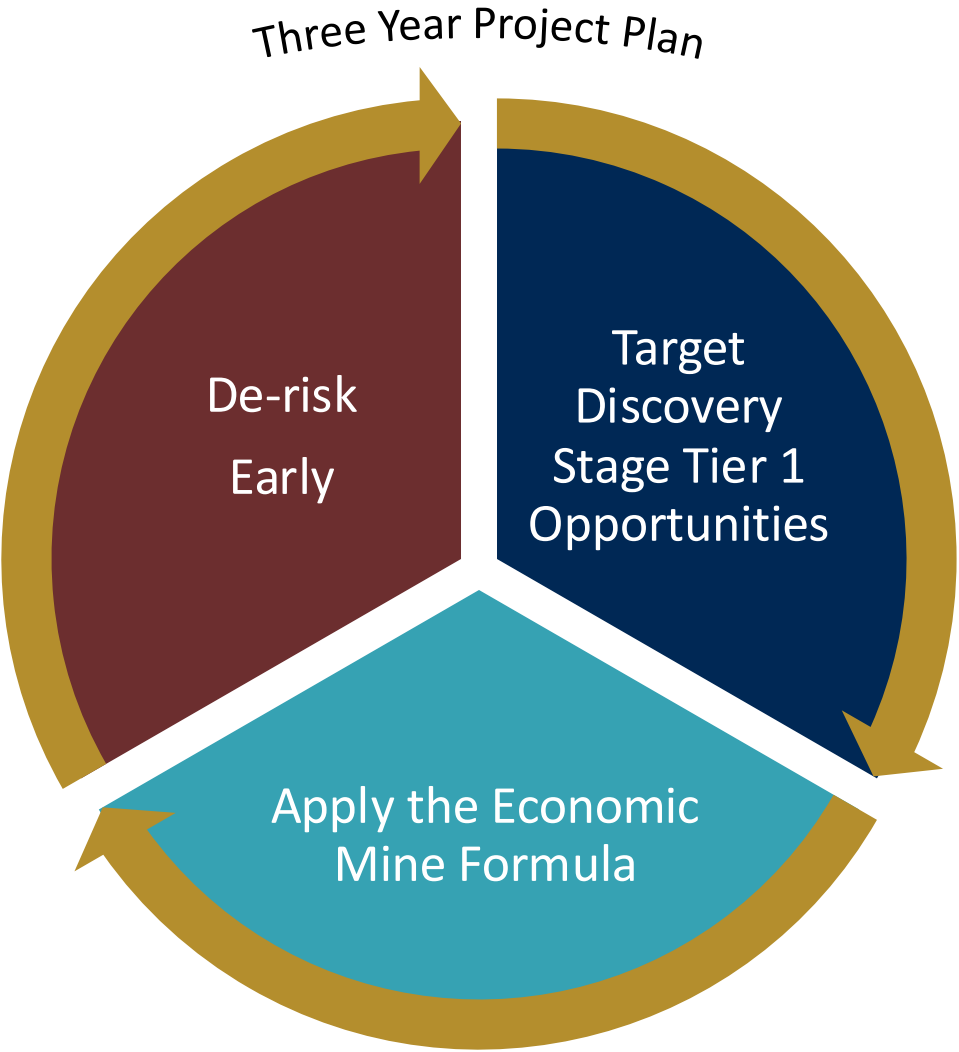 Three Year Project Plan
De-risk
Early
Target
Discovery
Stage Tier 1
Opportunities
Apply the Economic
Mine Formula